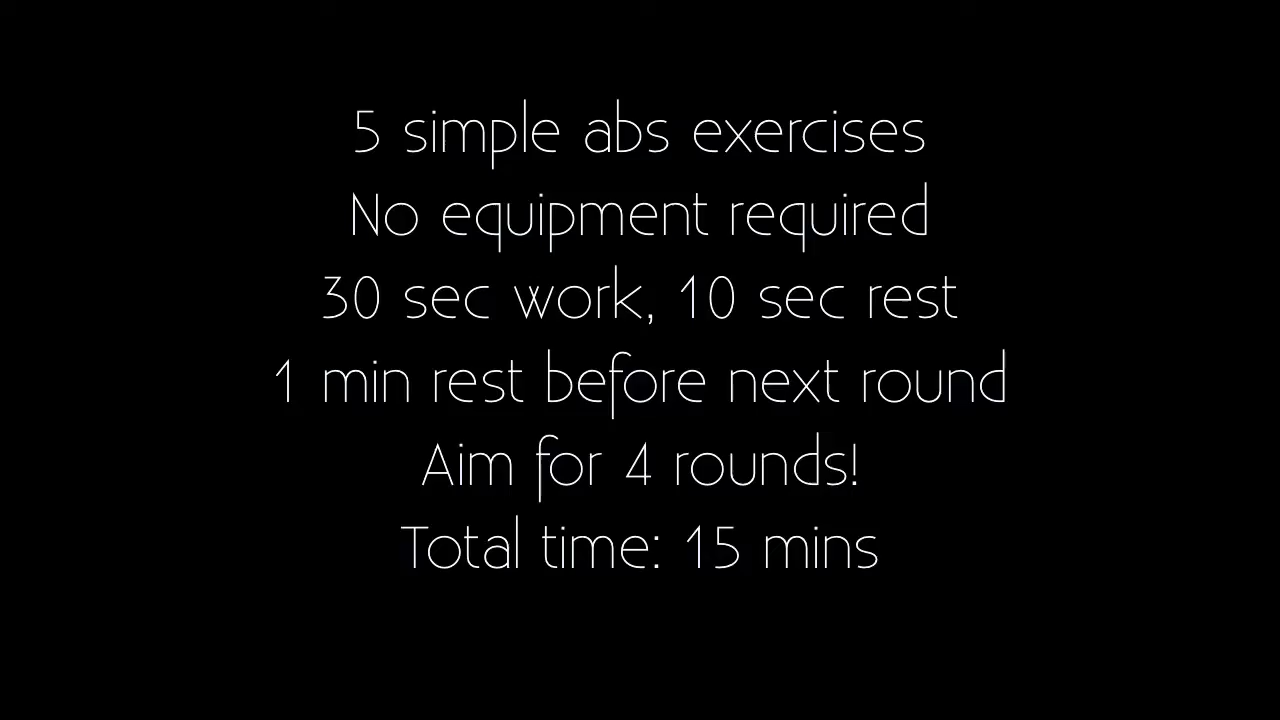 5 simple abs exercises
No equipment required
30 sec work, 10 sec rest
1 min rest before next round
Aim for 4 rounds!
Total time: 15 mins